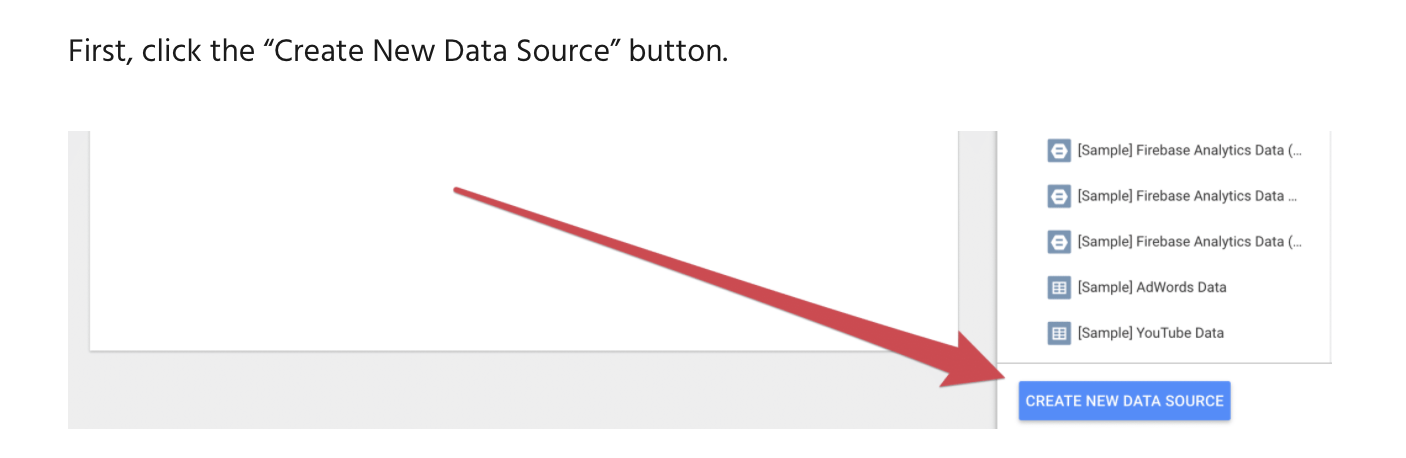 First, click the “Create New Data Source” button.
[Sample] Firebase Analytics Data (...
[Sample] Firebase Analytics Data ...
[Sample] Firebase Analytics Data (...
[Sample] AdWords Data
[Sample] YouTube Data
CREATE NEW DATA SOURCE